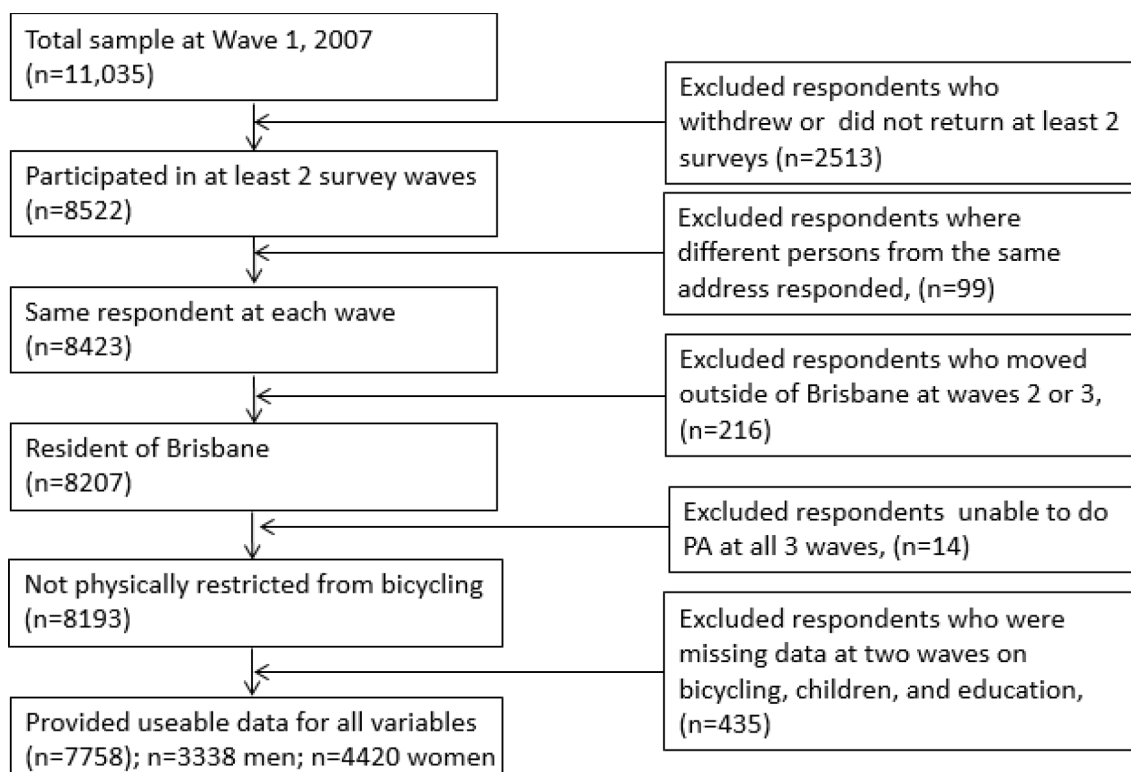 Total sample at Wave 1, 2007
(n=11,035)
Excluded respondents who
withdrew or did not return at least 2
surveys (n=2513)
Participated in at least 2 survey waves
(n=8522)
Excluded respondents where
different persons from the same
address responded, (n=99)
Same respondent at each wave
(n=8423)
Excluded respondents who moved
outside of Brisbane at waves 2 or 3,
(n=216)
Resident of Brisbane
(n=8207)
Excluded respondents unable to do
PA at all 3 waves, (n=14)
Not physically restricted from bicycling
(n=8193)
Excluded respondents who were
missing data at two waves on
bicycling, children, and education,
(n=435)
Provided useable data for all variables
(n=7758); n=3338 men; n=4420 women